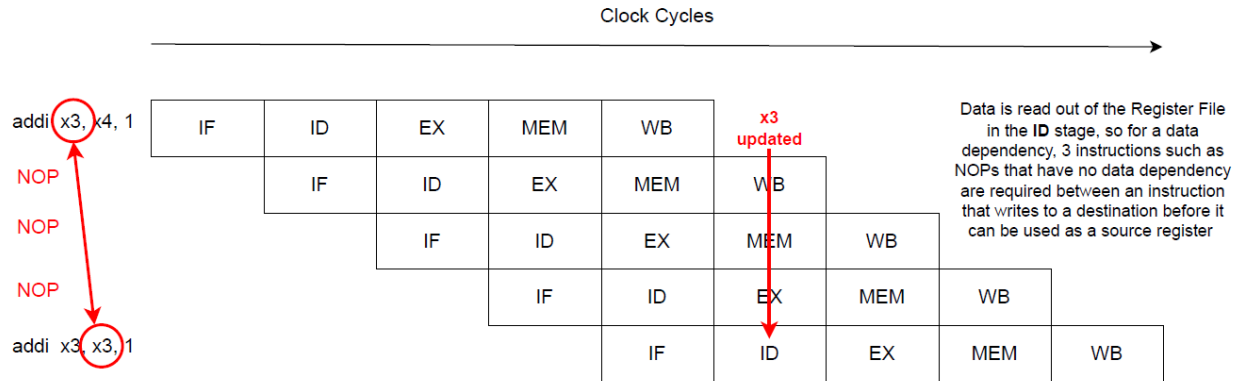 Clock Cycles
addi x3, x4, 1
IF ID EX MEM WB
x3
updated
Data is read out of the Register File
in the ID stage, so for a data
dependency, 3 instructions such as
NOPs that have no data dependency
are required between an instruction
that writes to a destination before it
can be used as a source register
NOP
IF ID EX MEM WB
NOP
IF ID EX MEM WB
NOP
IF ID EX MEM WB
addi x3, x3, 1
IF ID EX MEM WB